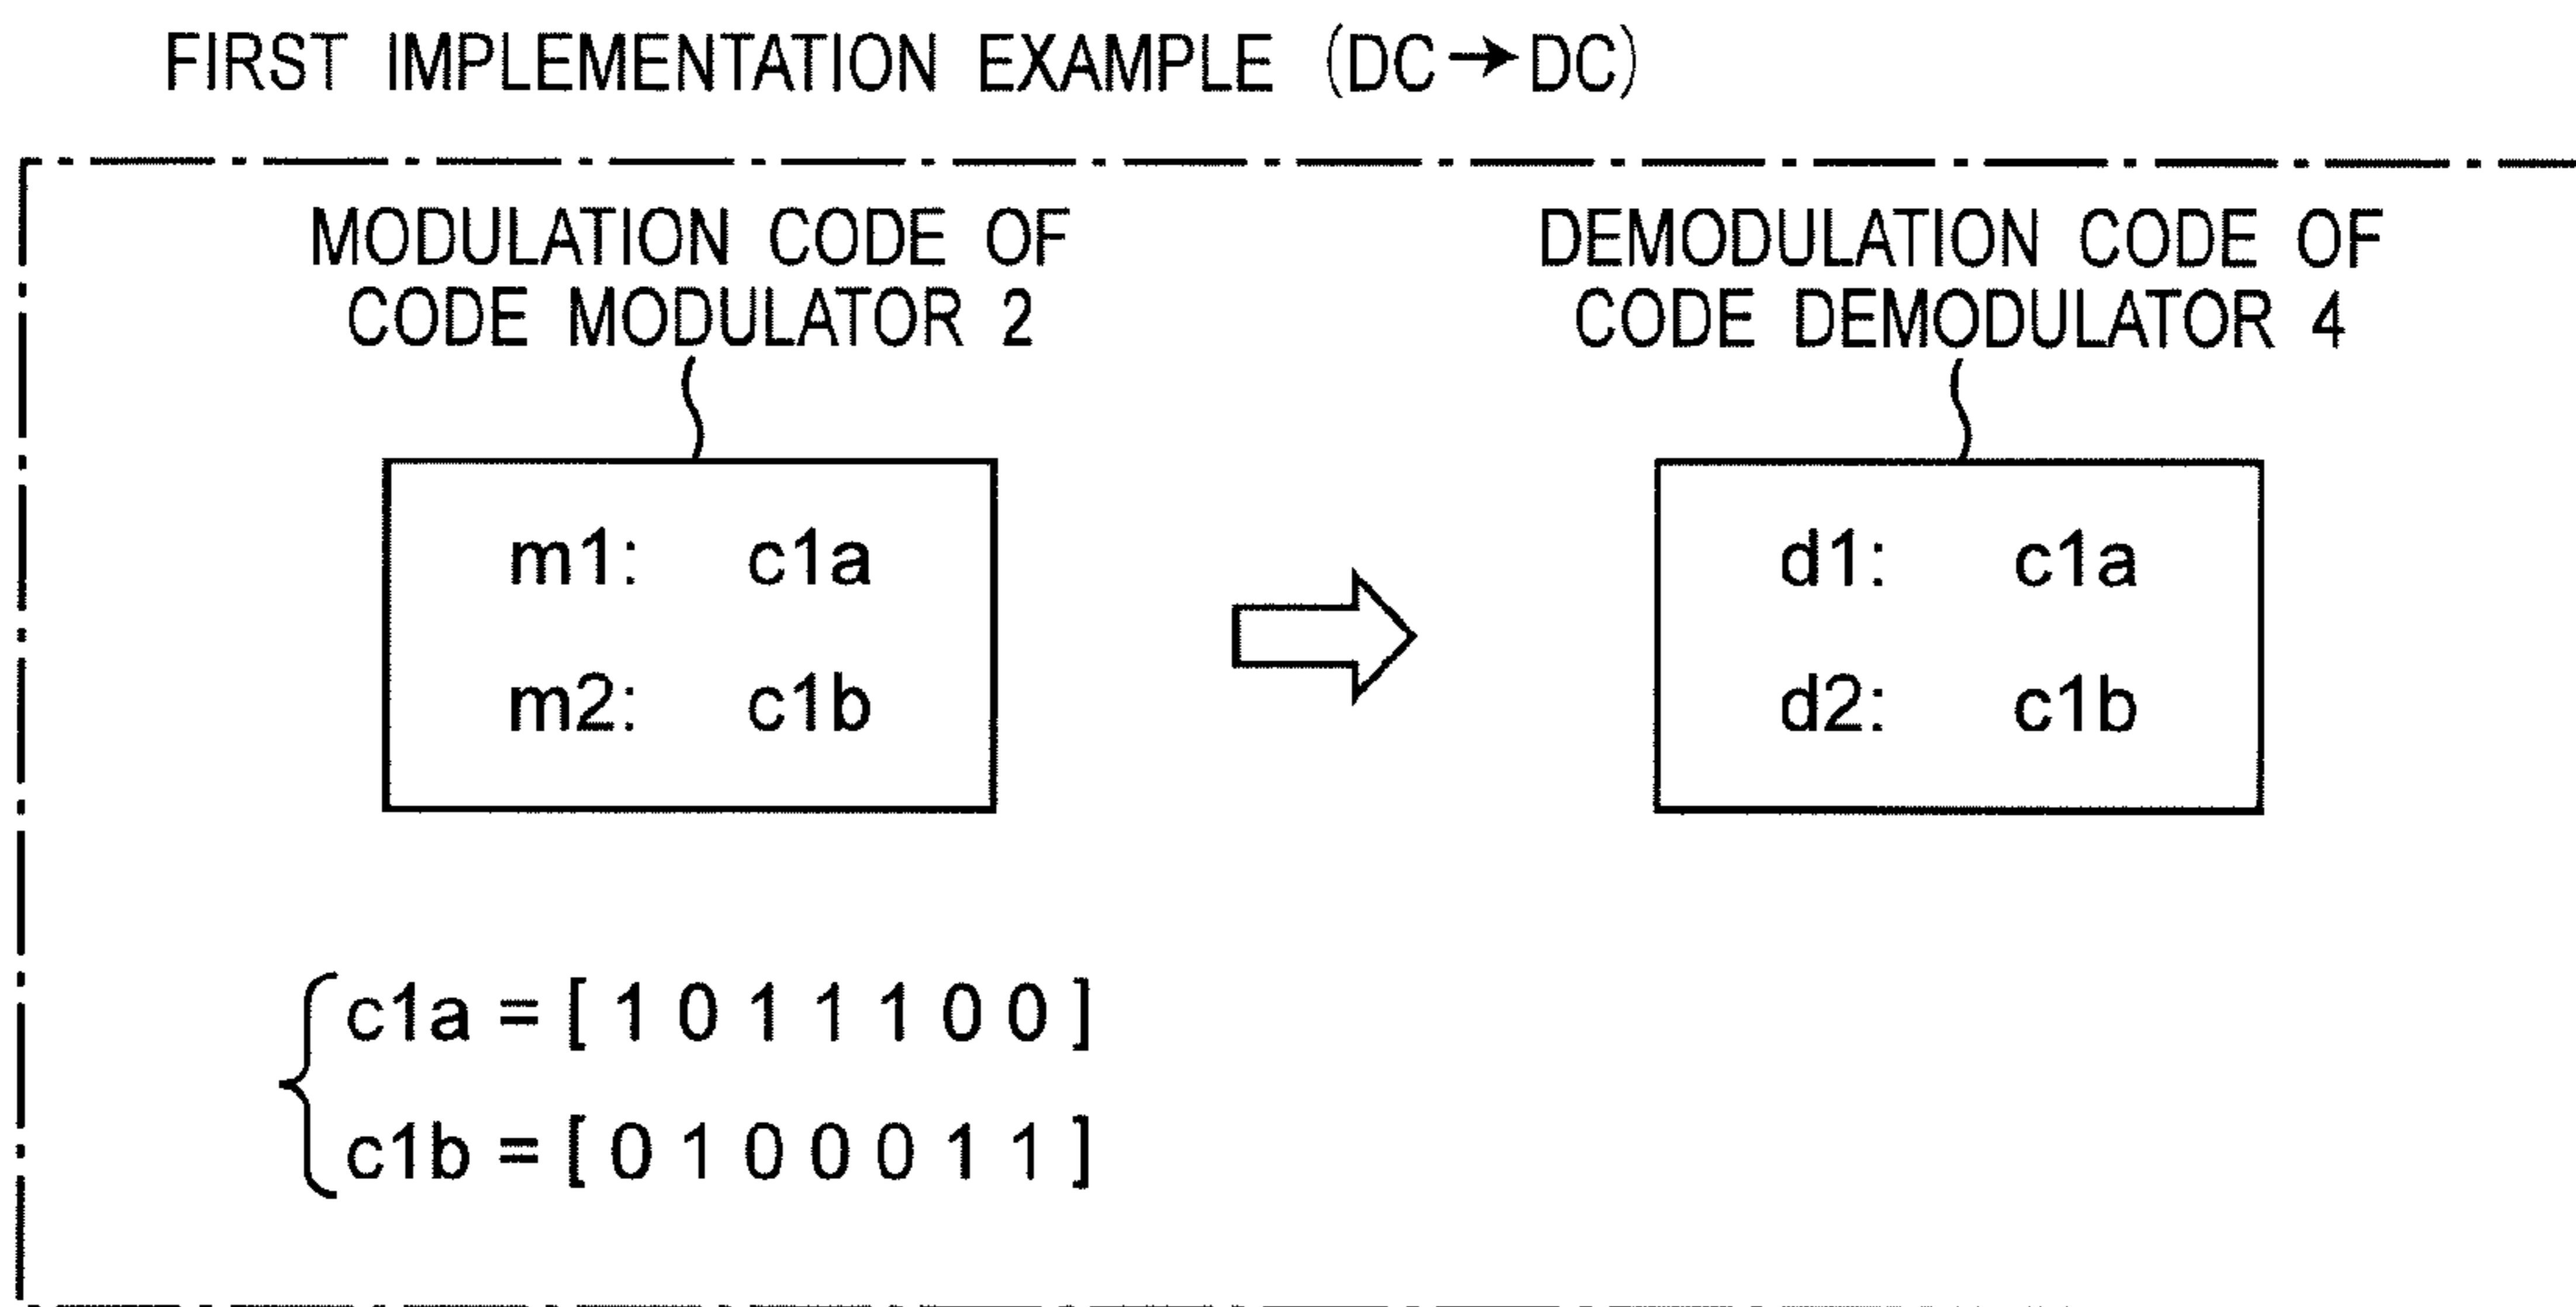 FIRST IMPLEMENTATION EXAMPLE (DC→DC)
MODULATION CODE OF
CODE MODULATOR 2
m1: c1a
m2: c1b
DEMODULATION CODE OF
CODE DEMODULATOR 4
d1: c1a
d2: c1b
c1a = [ 1 0 1 1 1 0 0 ]
c1b = [ 0 1 0 0 0 1 1 ]